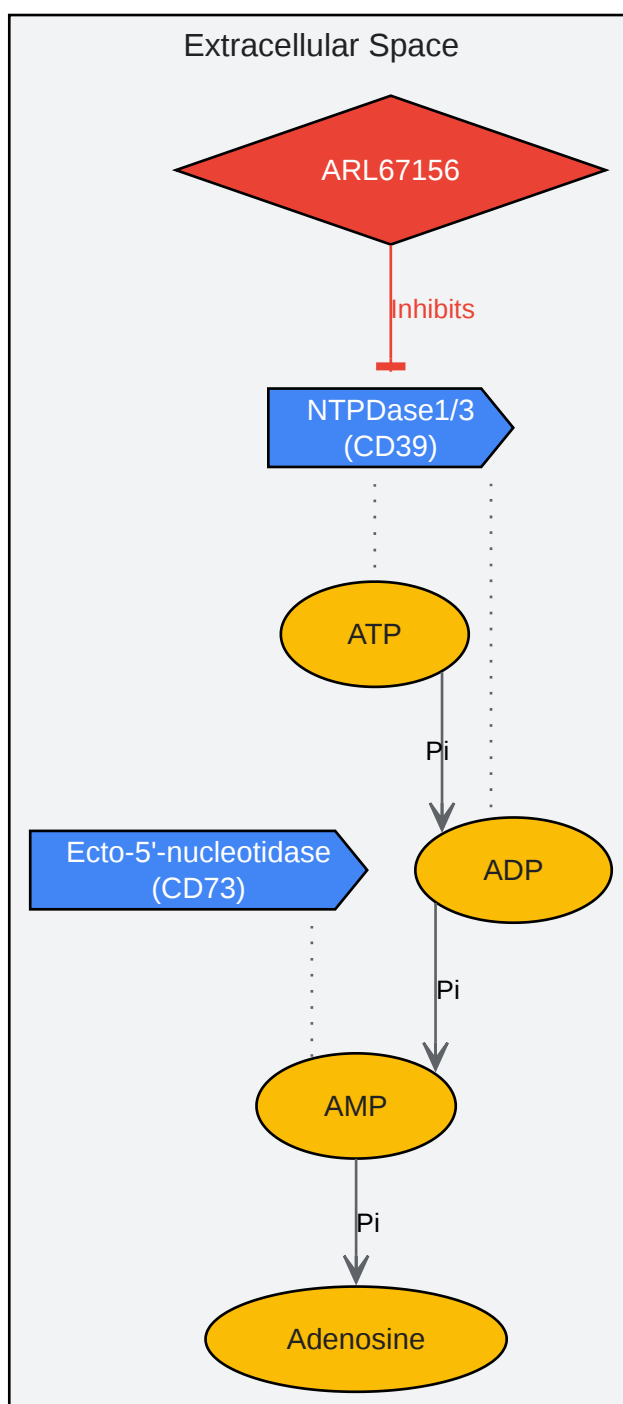 Extracellular Space
ARL67156
Inhibits
NTPDase1/3
(CD39)
ATP
Pi
Ecto-5'-nucleotidase
(CD73)
ADP
Pi
AMP
Pi
Adenosine